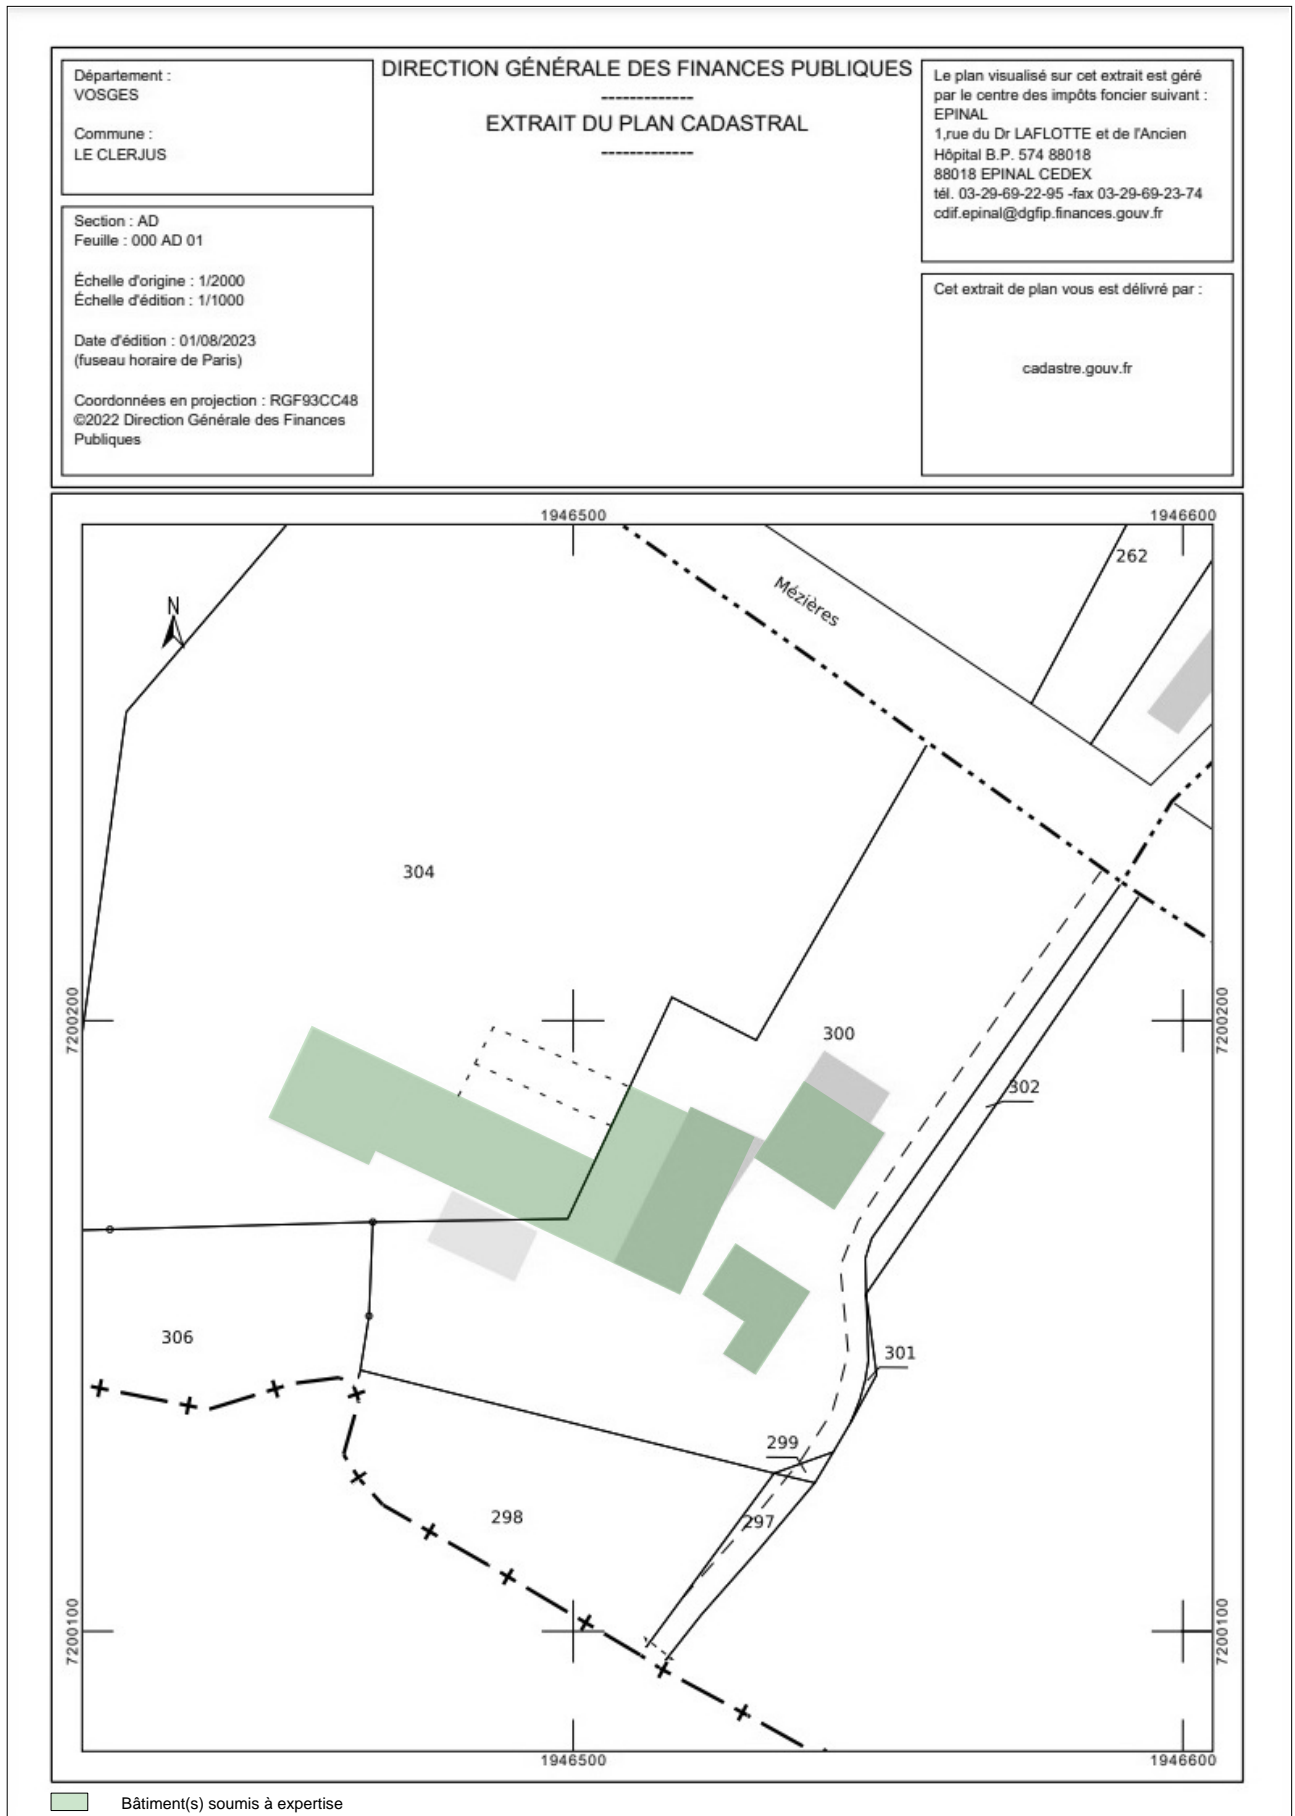 Département :
VOSGES
Commune :
LE CLERJUS
Section : AD
Feuille : 000 AD 01
Échelle d'origine : 1/2000
Échelle d'édition : 1/1000
Date d'édition : 01/08/2023
(fuseau horaire de Paris)
Coordonnées en projection : RGF93CC48
©2022 Direction Générale des Finances
Publiques
DIRECTION GÉNÉRALE DES FINANCES PUBLIQUES
-------------
EXTRAIT DU PLAN CADASTRAL
-------------
Le plan visualisé sur cet extrait est géré
par le centre des impôts foncier suivant :
EPINAL
1,rue du Dr LAFLOTTE et de l'Ancien
Hôpital B.P. 574 88018
88018 EPINAL CEDEX
tél. 03-29-69-22-95 -fax 03-29-69-23-74
cdif.epinal@dgfip.finances.gouv.fr
Cet extrait de plan vous est délivré par :
cadastre.gouv.fr
1946500
1946600
262
Mézières
N
304
7200200
7200200
300
302
306
301
299
298
297
7200100
7200100
1946500
1946600
Bâtiment(s) soumis à expertise